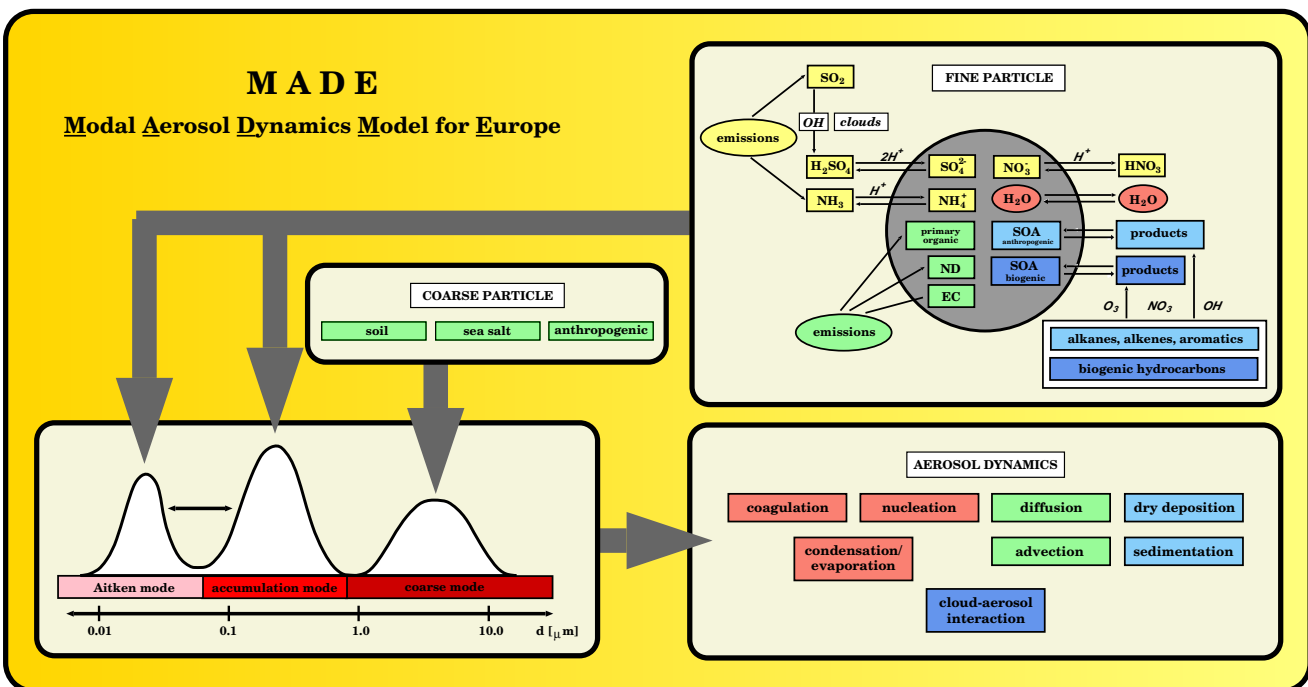 M A D E
Modal Aerosol Dynamics Model for Europe
FINE PARTICLE
SO₂
OH
clouds
emissions
H₂SO₄
2H⁺
SO₄²⁻
NO₃⁻
H⁺
HNO₃
NH₃
H⁺
NH₄⁺
H₂O
H₂O
primary
organic
SOA
anthropogenic
products
ND
SOA
biogenic
products
EC
emissions
O₃
NO₃
OH
alkanes, alkenes, aromatics
biogenic hydrocarbons
COARSE PARTICLE
soil
sea salt
anthropogenic
Aitken mode
accumulation mode
coarse mode
0.01
0.1
1.0
10.0
d [μm]
AEROSOL DYNAMICS
coagulation
nucleation
diffusion
dry deposition
condensation/
evaporation
advection
sedimentation
cloud-aerosol
interaction